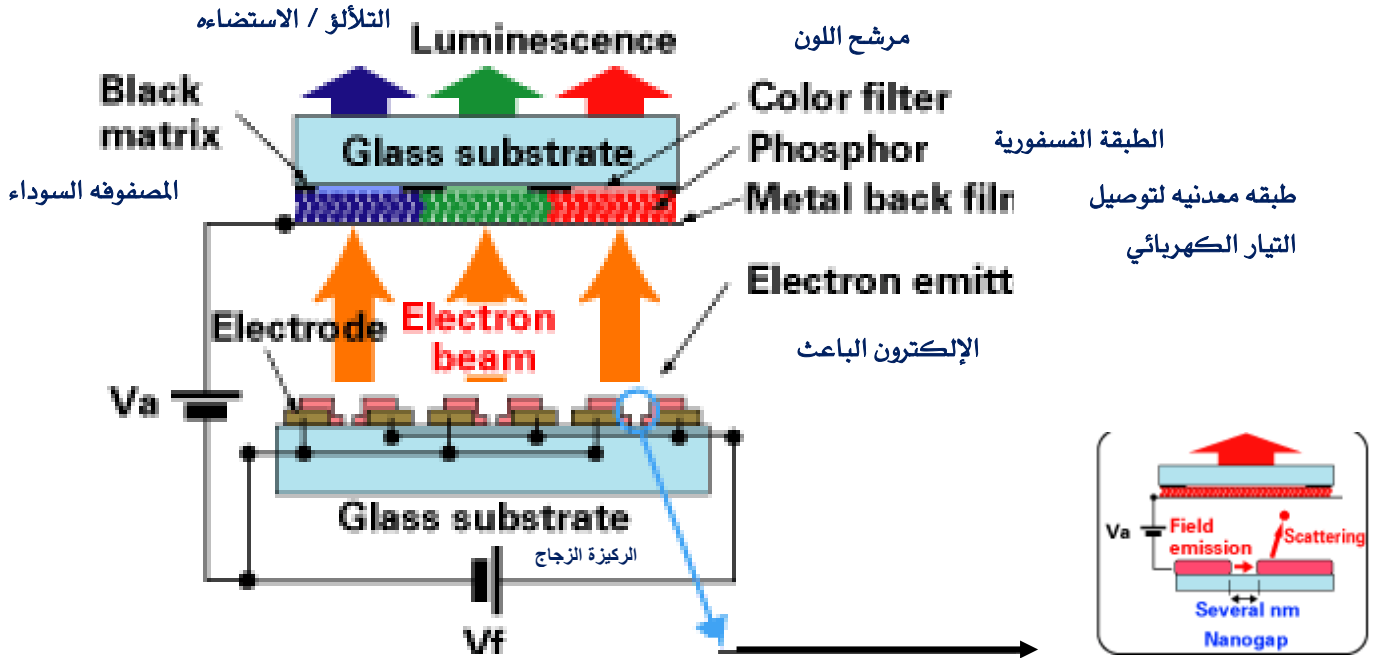 التلألؤ / الاستضاءه
Luminescence
مرشح اللون
Black
matrix
Color filter
Glass substrate
الطبقة الفسفورية
Phosphor
المصفوفه السوداء
Metal back filr
طبقه معدنيه لتوصيل
التيار الكهربائي
Electron emitt
Electrode
Electron
beam
الإلكترون الباعث
Va
Glass substrate
الركيزة الزجاج
Vf
Va
Field
emission
Scattering
Several nm
Nanogap